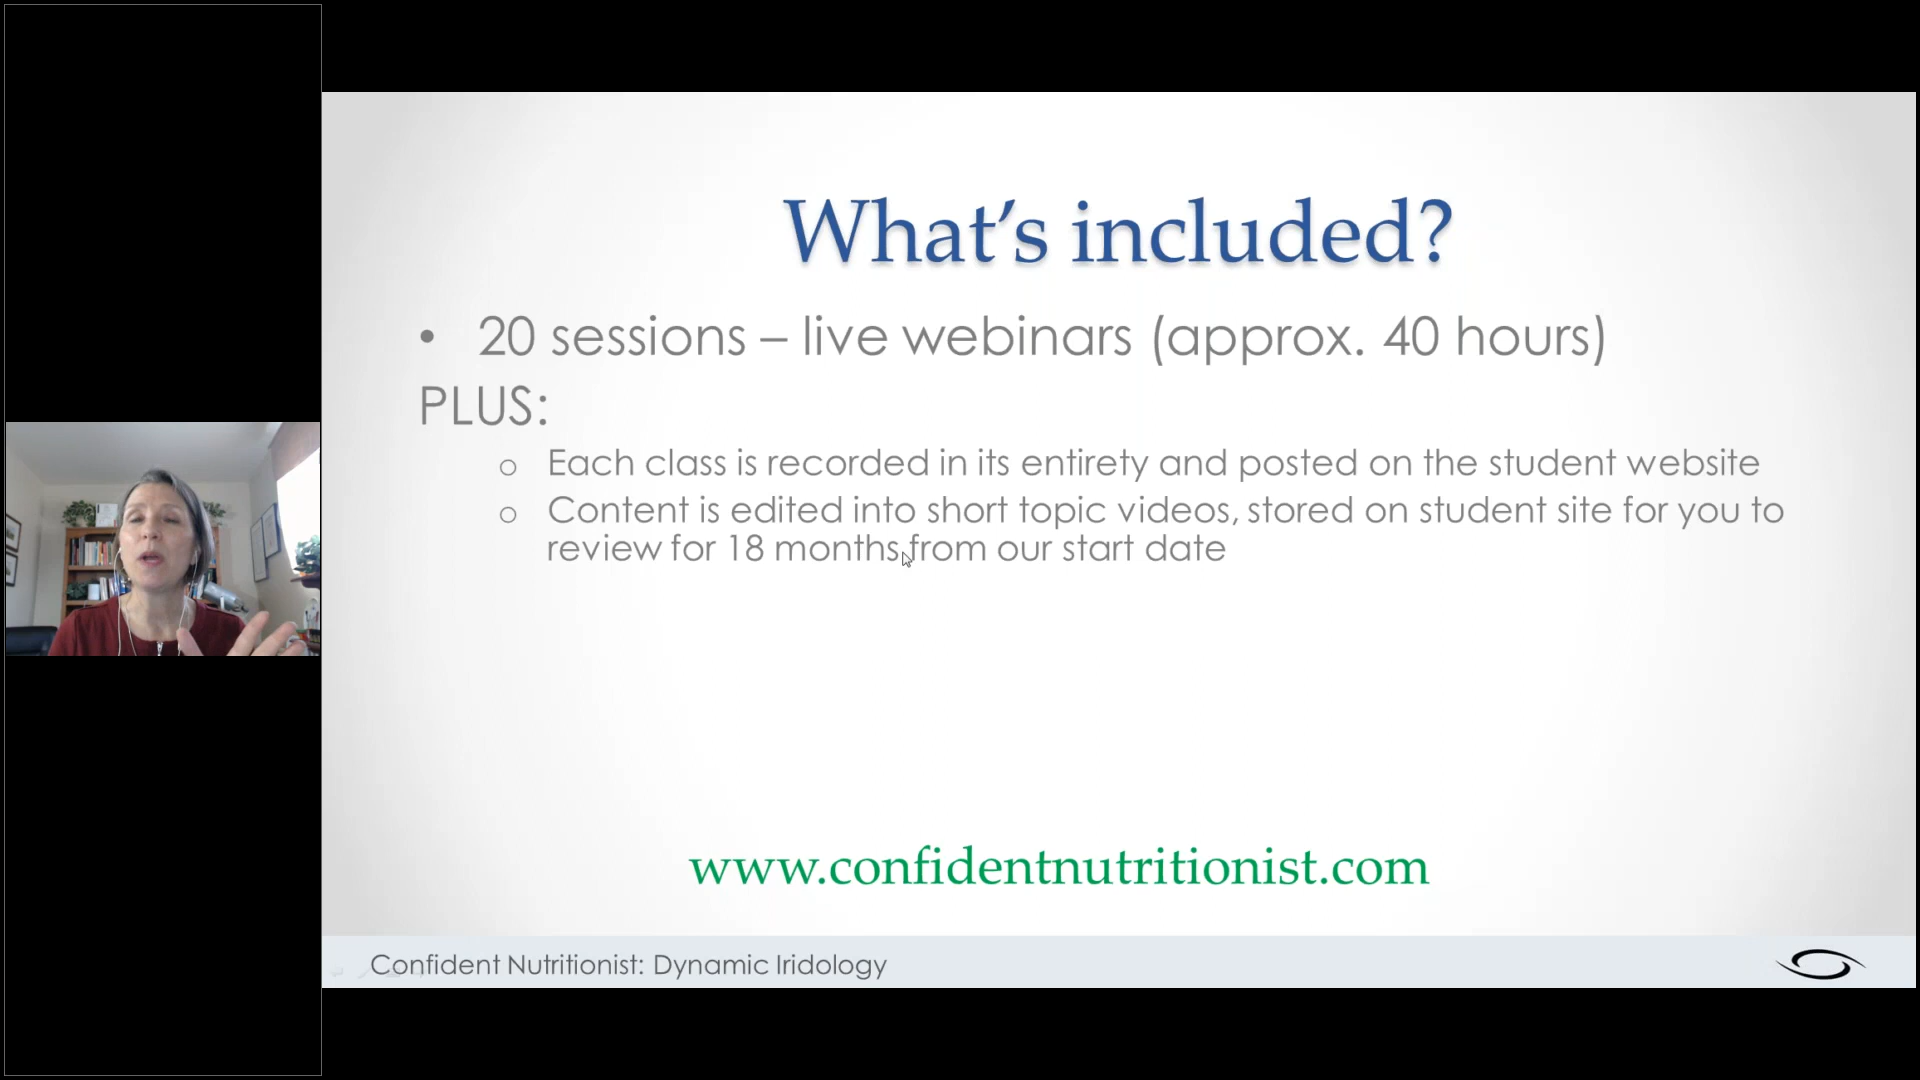 What's included?
• 20 sessions – live webinars (approx. 40 hours)
PLUS:
o Each class is recorded in its entirety and posted on the student website
o Content is edited into short topic videos, stored on student site for you to
review for 18 months from our start date
www.confidentnutritionist.com
Confident Nutritionist: Dynamic Iridology